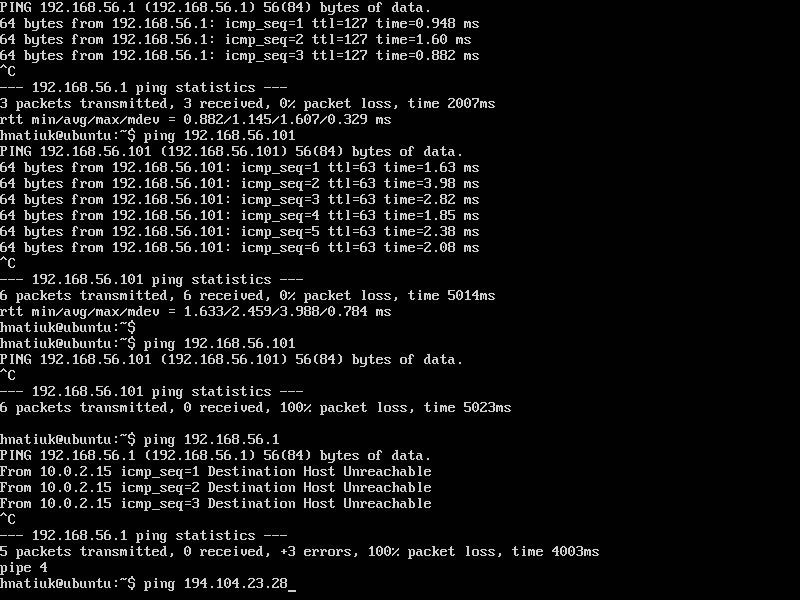 PING 192.168.56.1 (192.168.56.1) 56(84) bytes of data.
64 bytes from 192.168.56.1: icmp_seq=1 ttl=127 time=0.948 ms
64 bytes from 192.168.56.1: icmp_seq=2 ttl=127 time=1.60 ms
64 bytes from 192.168.56.1: icmp_seq=3 ttl=127 time=0.882 ms
^C
--- 192.168.56.1 ping statistics ---
3 packets transmitted, 3 received, 0% packet loss, time 2007ms
rtt min/avg/max/mdev = 0.882/1.145/1.607/0.329 ms
hnatiuk@ubuntu:~$ ping 192.168.56.101
PING 192.168.56.101 (192.168.56.101) 56(84) bytes of data.
64 bytes from 192.168.56.101: icmp_seq=1 ttl=63 time=1.63 ms
64 bytes from 192.168.56.101: icmp_seq=2 ttl=63 time=3.98 ms
64 bytes from 192.168.56.101: icmp_seq=3 ttl=63 time=2.82 ms
64 bytes from 192.168.56.101: icmp_seq=4 ttl=63 time=1.85 ms
64 bytes from 192.168.56.101: icmp_seq=5 ttl=63 time=2.38 ms
64 bytes from 192.168.56.101: icmp_seq=6 ttl=63 time=2.08 ms
^C
--- 192.168.56.101 ping statistics ---
6 packets transmitted, 6 received, 0% packet loss, time 5014ms
rtt min/avg/max/mdev = 1.633/2.459/3.988/0.784 ms
hnatiuk@ubuntu:~$
hnatiuk@ubuntu:~$ ping 192.168.56.101
PING 192.168.56.101 (192.168.56.101) 56(84) bytes of data.
^C
--- 192.168.56.101 ping statistics ---
6 packets transmitted, 0 received, 100% packet loss, time 5023ms
hnatiuk@ubuntu:~$ ping 192.168.56.1
PING 192.168.56.1 (192.168.56.1) 56(84) bytes of data.
From 10.0.2.15 icmp_seq=1 Destination Host Unreachable
From 10.0.2.15 icmp_seq=2 Destination Host Unreachable
From 10.0.2.15 icmp_seq=3 Destination Host Unreachable
^C
--- 192.168.56.1 ping statistics ---
5 packets transmitted, 0 received, +3 errors, 100% packet loss, time 4003ms
pipe 4
hnatiuk@ubuntu:~$ ping 194.104.23.28_